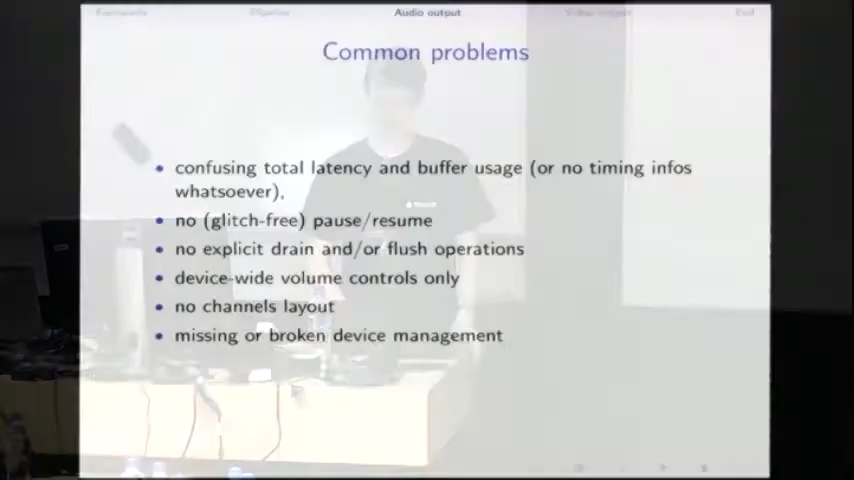 Audio output
End
Common problems
• confusing total latency and buffer usage (or no timing infos
whatsoever),
• no (glitch-free) pause/resume
• no explicit drain and/or flush operations
• device-wide volume controls only
• no channels layout
• missing or broken device management